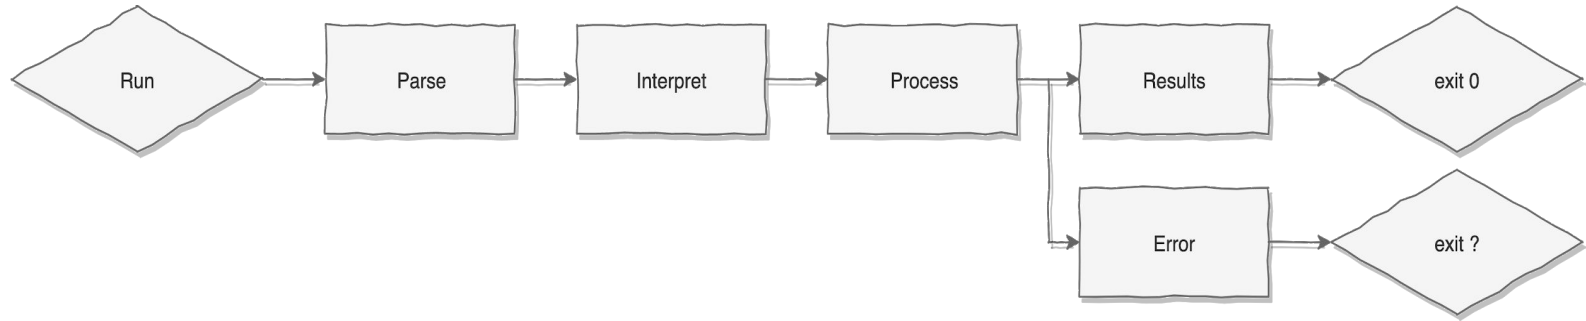 Run
Parse
Interpret
Process
Results
exit 0
Error
exit ?